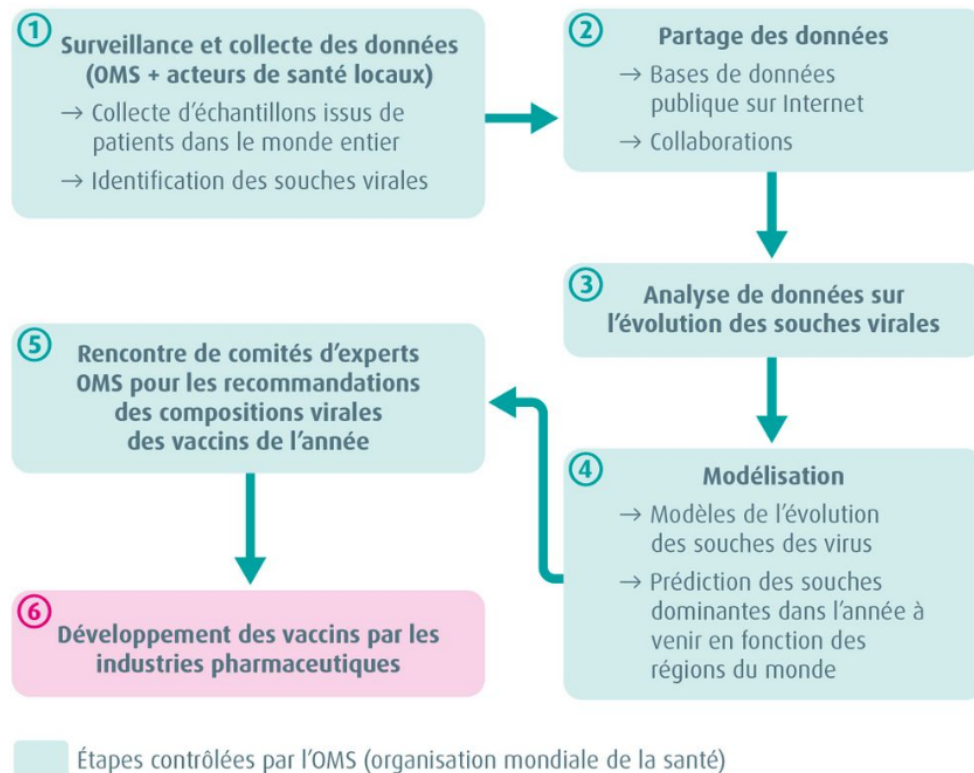 1
Surveillance et collecte des données
(OMS + acteurs de santé locaux)
→ Collecte d’échantillons issus de
patients dans le monde entier
→ Identification des souches virales
2
Partage des données
→ Bases de données
publique sur Internet
→ Collaborations
3
Analyse de données sur
l’évolution des souches virales
4
Modélisation
→ Modèles de l’évolution
des souches des virus
→ Prédiction des souches
dominantes dans l’année à
venir en fonction des
régions du monde
5
Rencontre de comités d’experts
OMS pour les recommandations
des compositions virales
des vaccins de l’année
6
Développement des vaccins par les
industries pharmaceutiques
Étapes contrôlées par l’OMS (organisation mondiale de la santé)